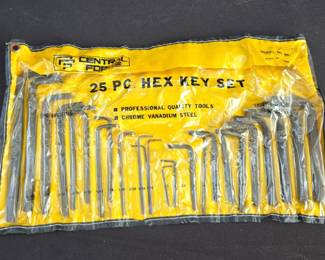 CENTRAL
FORGE
25 PC. HEX KEY SET
▪ PROFESSIONAL QUALITY TOOLS
▪ CHROME VANADIUM STEEL